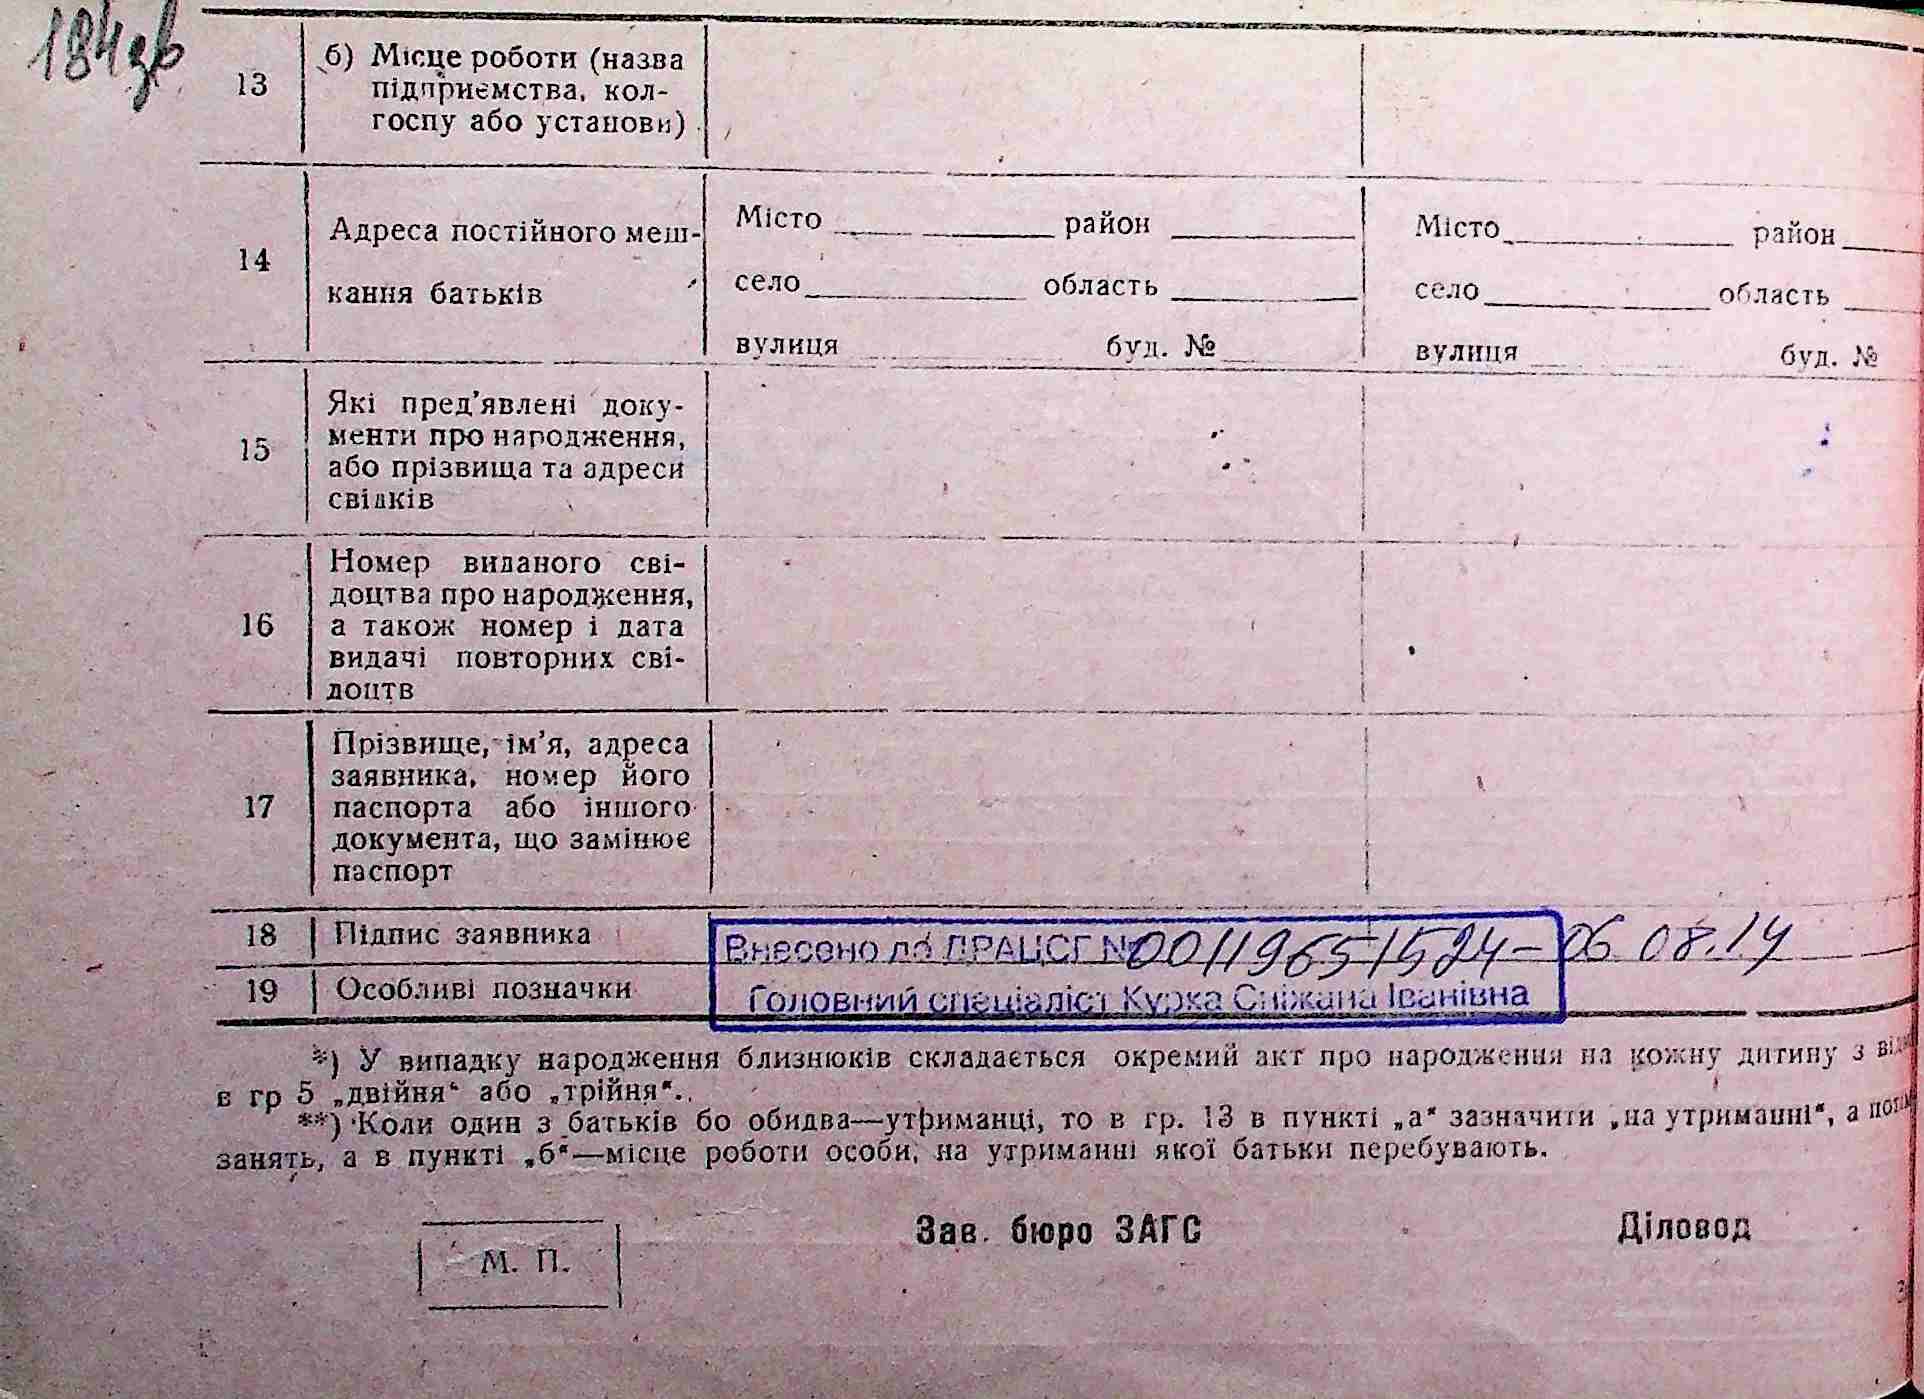 184зв
13 б) Місце роботи (назва
підприємства, кол-
госпу або установи)
14 Адреса постійного меш-
кання батьків
Місто район Місто район
село область село область
вулиця буд. № вулиця буд. №
15 Які пред'явлені доку-
менти про народження,
або прізвища та адреси
свідків
16 Номер виданого сві-
доцтва про народження,
а також номер і дата
видачі повторних сві-
доцтв
17 Прізвище, ім'я, адреса
заявника, номер його
паспорта або іншого
документа, що замінює
паспорт
18 Підпис заявника
Внесено до ДРАЦСГ № 00119651524- 06 08.14
19 Особливі позначки
Головний спеціаліст Курка Сніжана Іванівна
*) У випадку народження близнюків складається окремий акт про народження на кожну дитину з
в гр 5 „двійня“ або „трійня“.
**) Коли один з батьків бо обидва—утриманці, то в гр. 13 в пункті „а“ зазначити „на утриманні“, а
занять, а в пункті „б“—місце роботи особи, на утриманні якої батьки перебувають.
М. П.
Зав. бюро ЗАГС Діловод